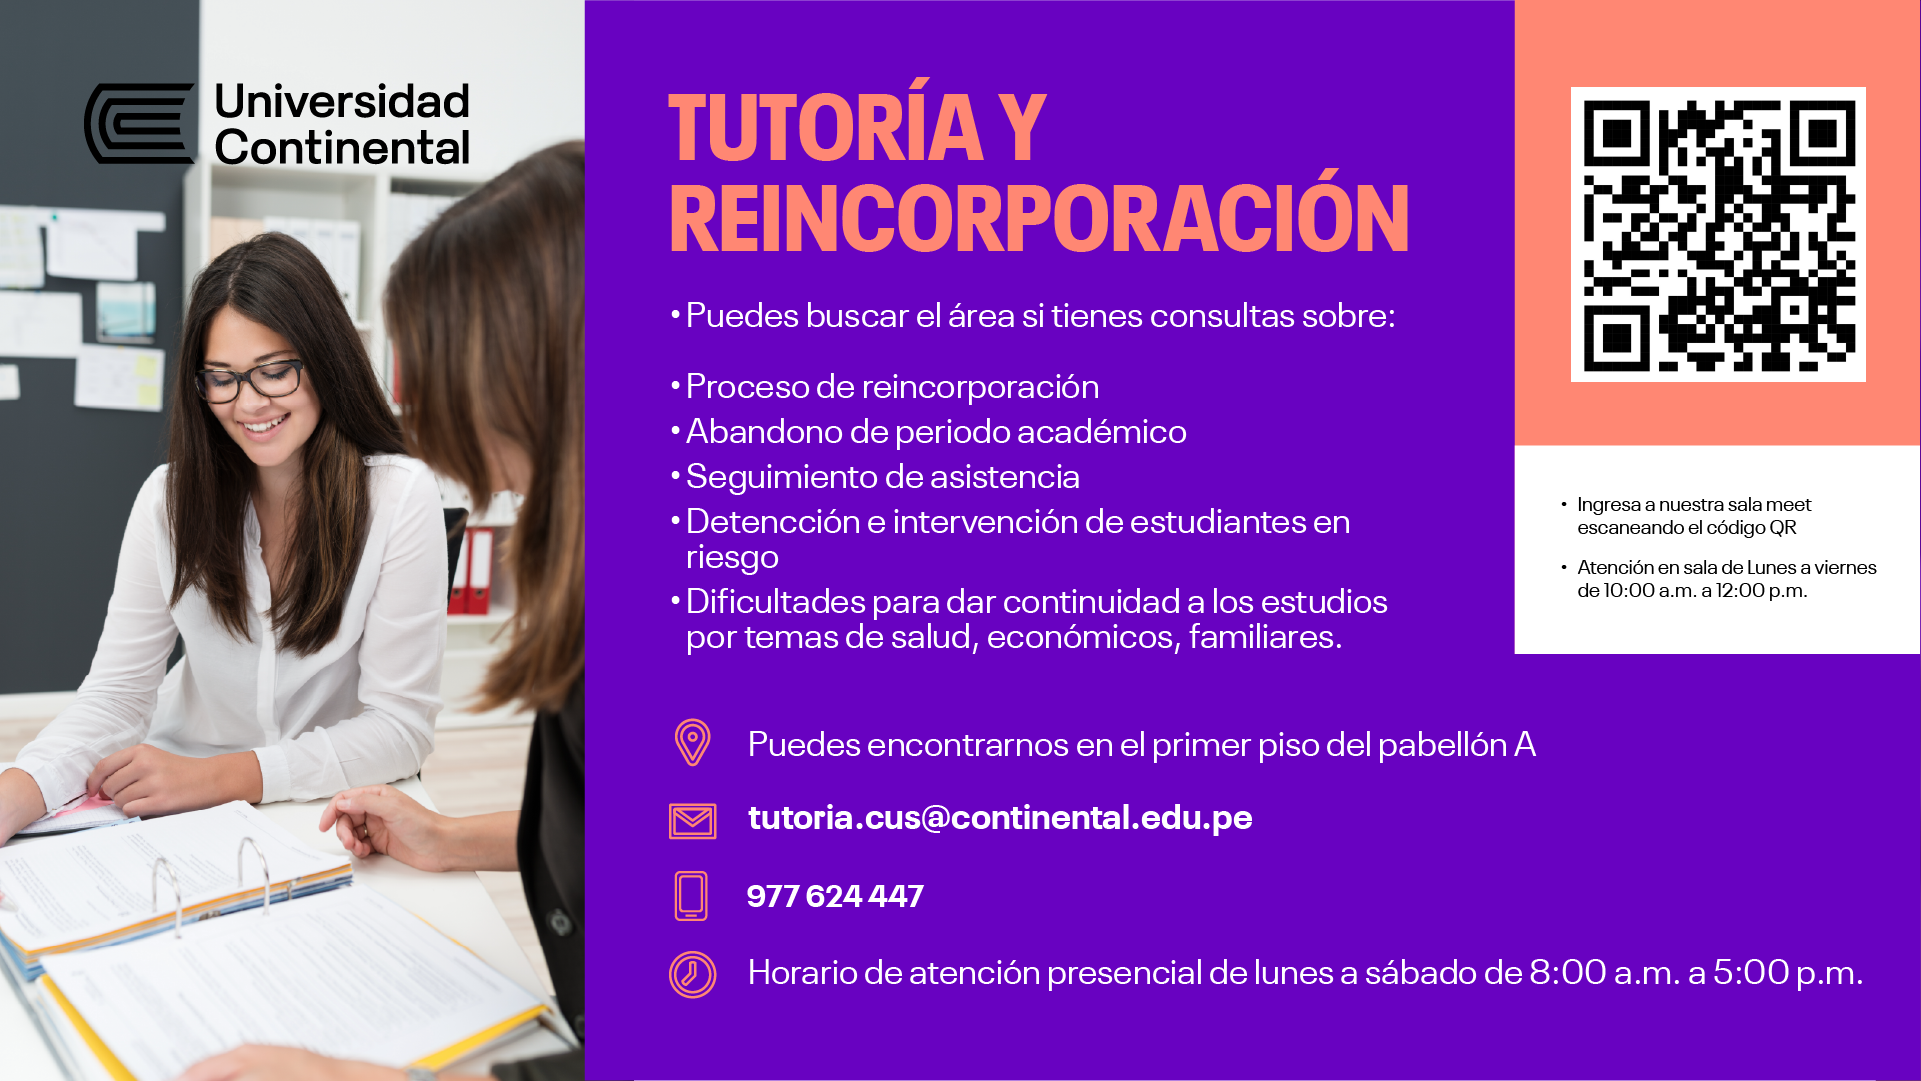 Universidad
Continental
TUTORÍA Y
REINCORPORACIÓN
• Puedes buscar el área si tienes consultas sobre:
• Proceso de reincorporación
• Abandono de periodo académico
• Seguimiento de asistencia
• Detencción e intervención de estudiantes en
riesgo
• Dificultades para dar continuidad a los estudios
por temas de salud, económicos, familiares.
Puedes encontrarnos en el primer piso del pabellón A
tutoria.cus@continental.edu.pe
977 624 447
Horario de atención presencial de lunes a sábado de 8:00 a.m. a 5:00 p.m.
• Ingresa a nuestra sala meet
escaneando el código QR
• Atención en sala de Lunes a viernes
de 10:00 a.m. a 12:00 p.m.